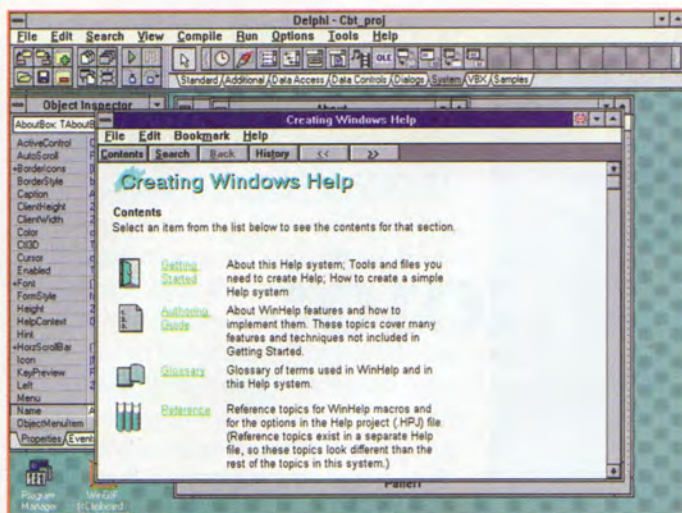 Delphi - Cbt_proj
File Edit Search View Compile Run Options Tools Help
OLE
Standard Additional Data Access Data Controls Dialogs System VBX Samples
Object Inspector
About
AboutBox: TAboutB
Creating Windows Help
File Edit Bookmark Help
Contents Search Back History << >>
ActiveControl
AutoScroll
+BorderIcons
BorderStyle
Caption
ClientHeight
ClientWidth
Color
Ctl3D
Cursor
Enabled
+Font
FormStyle
Height
HelpContext
Hint
+HorzScrollBar
Icon
KeyPreview
Left
Menu
Name
ObjectMenuItem
Properties Events
Creating Windows Help
Contents
Select an item from the list below to see the contents for that section.
Getting Started
About this Help system; Tools and files you
need to create Help; How to create a simple
Help system
Authoring Guide
About WinHelp features and how to
implement them. These topics cover many
features and techniques not included in
Getting Started.
Glossary
Glossary of terms used in WinHelp and in
this Help system.
Reference
Reference topics for WinHelp macros and
for the options in the Help project (.HPJ) file.
(Reference topics exist in a separate Help
file, so these topics look different than the
rest of the topics in this system.)
Panel1
Program
Manager
WinGIF